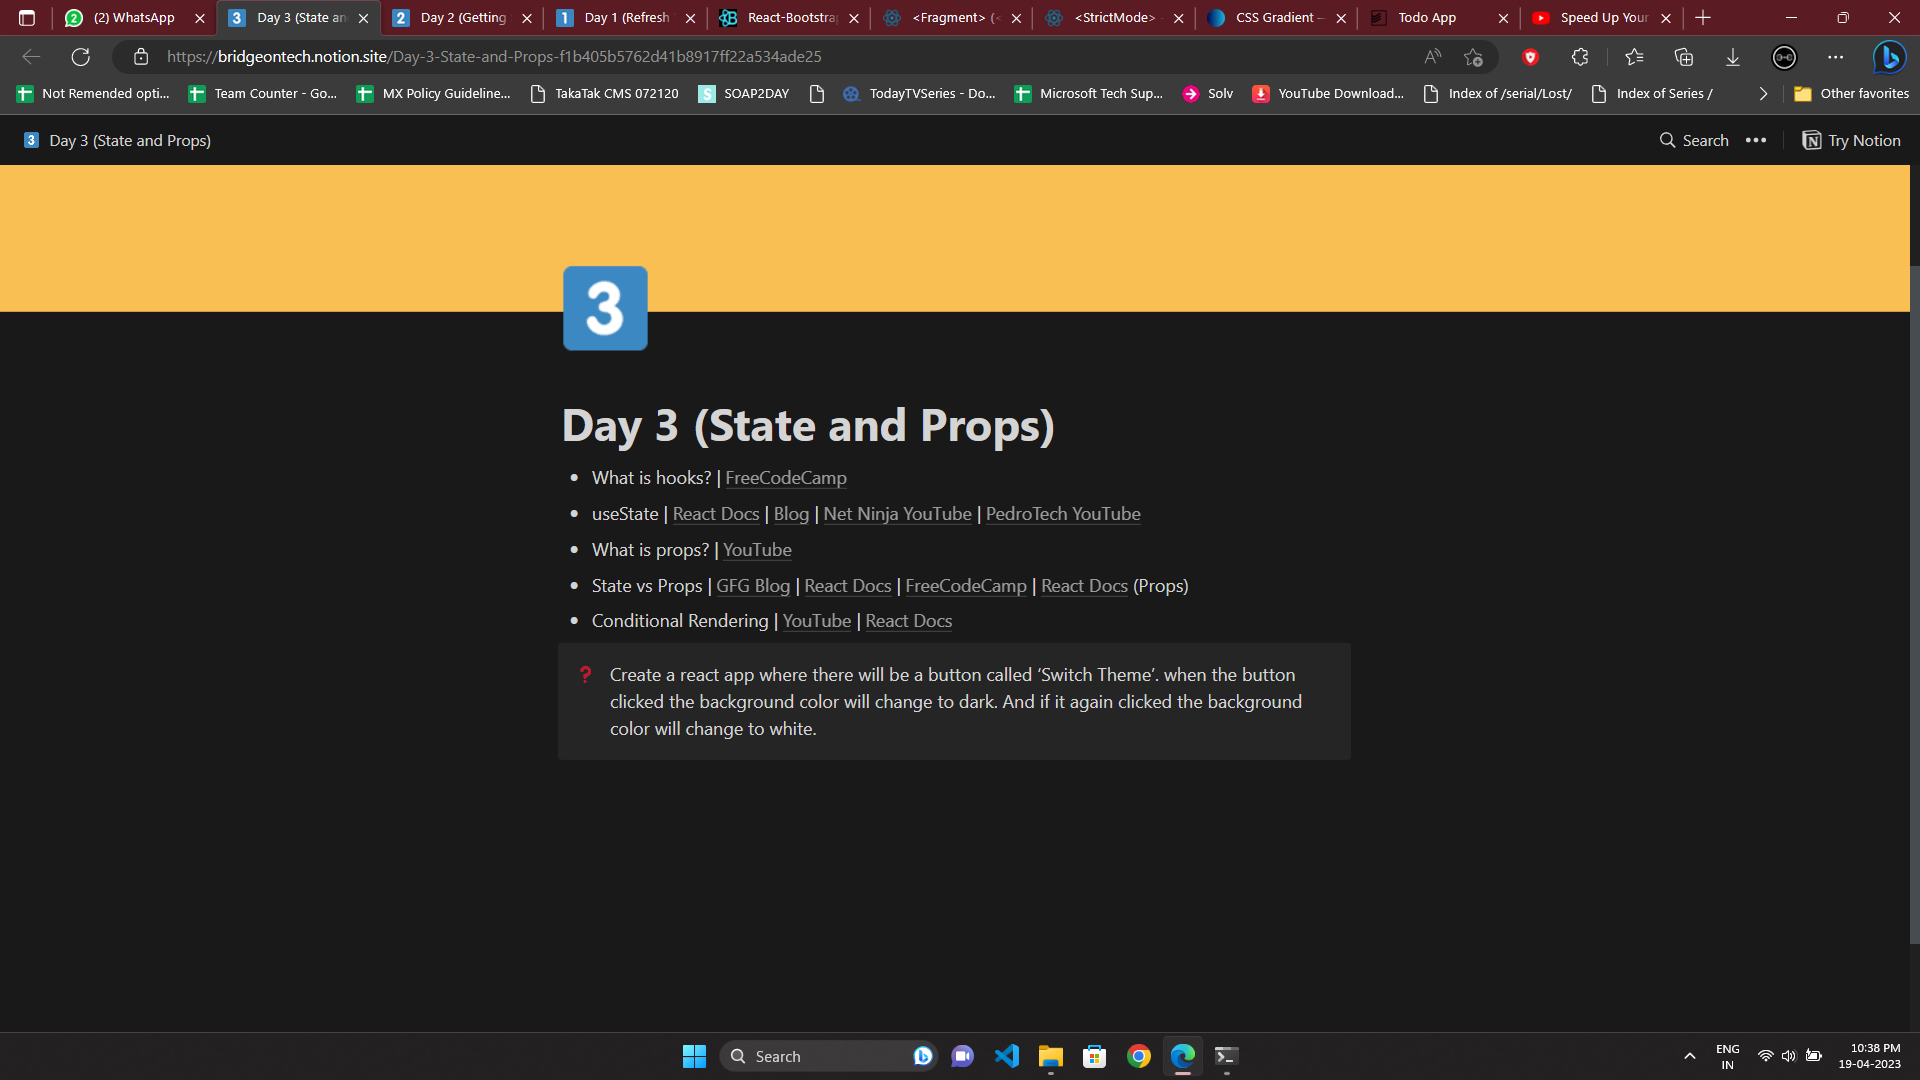 (2) WhatsApp
3 Day 3 (State an
2 Day 2 (Getting
1 Day 1 (Refresh
React-Bootstra
<Fragment> (<
<StrictMode>
CSS Gradient –
Todo App
Speed Up Your
https://bridgeontech.notion.site/Day-3-State-and-Props-f1b405b5762d41b8917ff22a534ade25
Not Remended opti...
Team Counter - Go...
MX Policy Guideline...
TakaTak CMS 072120
SOAP2DAY
TodayTVSeries - Do...
Microsoft Tech Sup...
Solv
YouTube Download...
Index of /serial/Lost/
Index of Series /
Other favorites
3 Day 3 (State and Props)
Search
Try Notion
3
Day 3 (State and Props)
• What is hooks? | FreeCodeCamp
• useState | React Docs | Blog | Net Ninja YouTube | PedroTech YouTube
• What is props? | YouTube
• State vs Props | GFG Blog | React Docs | FreeCodeCamp | React Docs (Props)
• Conditional Rendering | YouTube | React Docs
❓ Create a react app where there will be a button called ‘Switch Theme’. when the button
clicked the background color will change to dark. And if it again clicked the background
color will change to white.
Search
ENG
IN
10:38 PM
19-04-2023